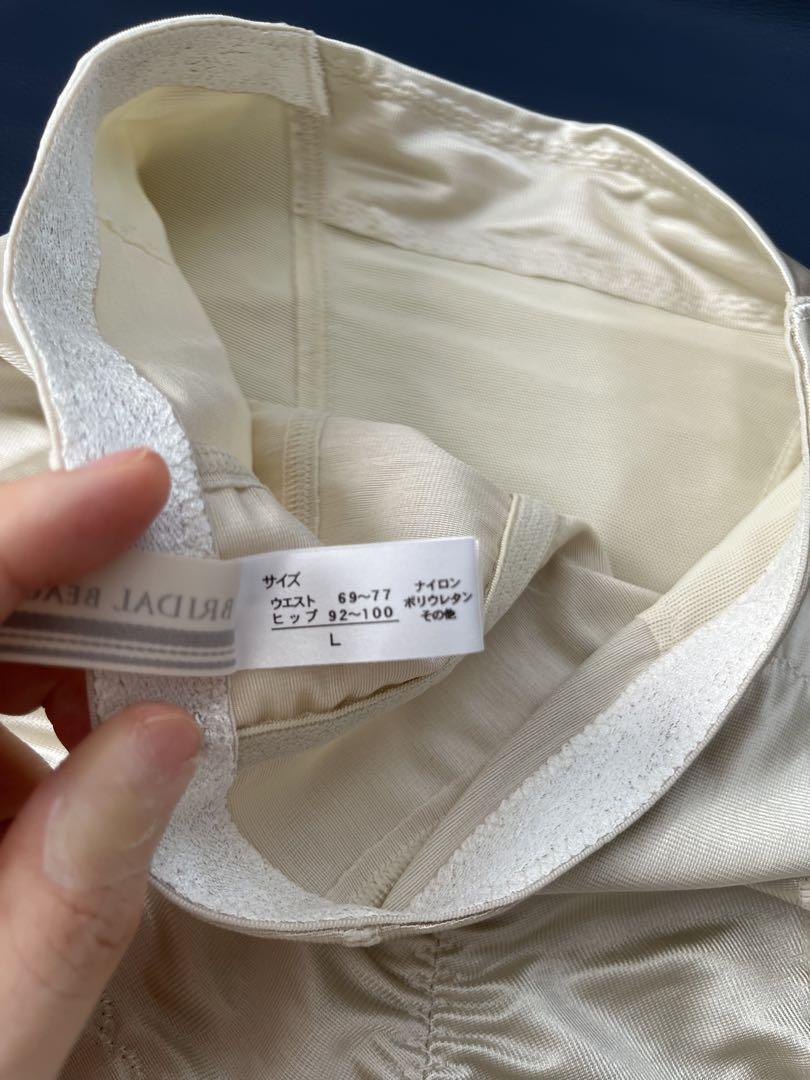 サイズ
ウエスト 69〜77
ヒップ 92〜100
L
ナイロン
ポリウレタン
その他
BRIDAL